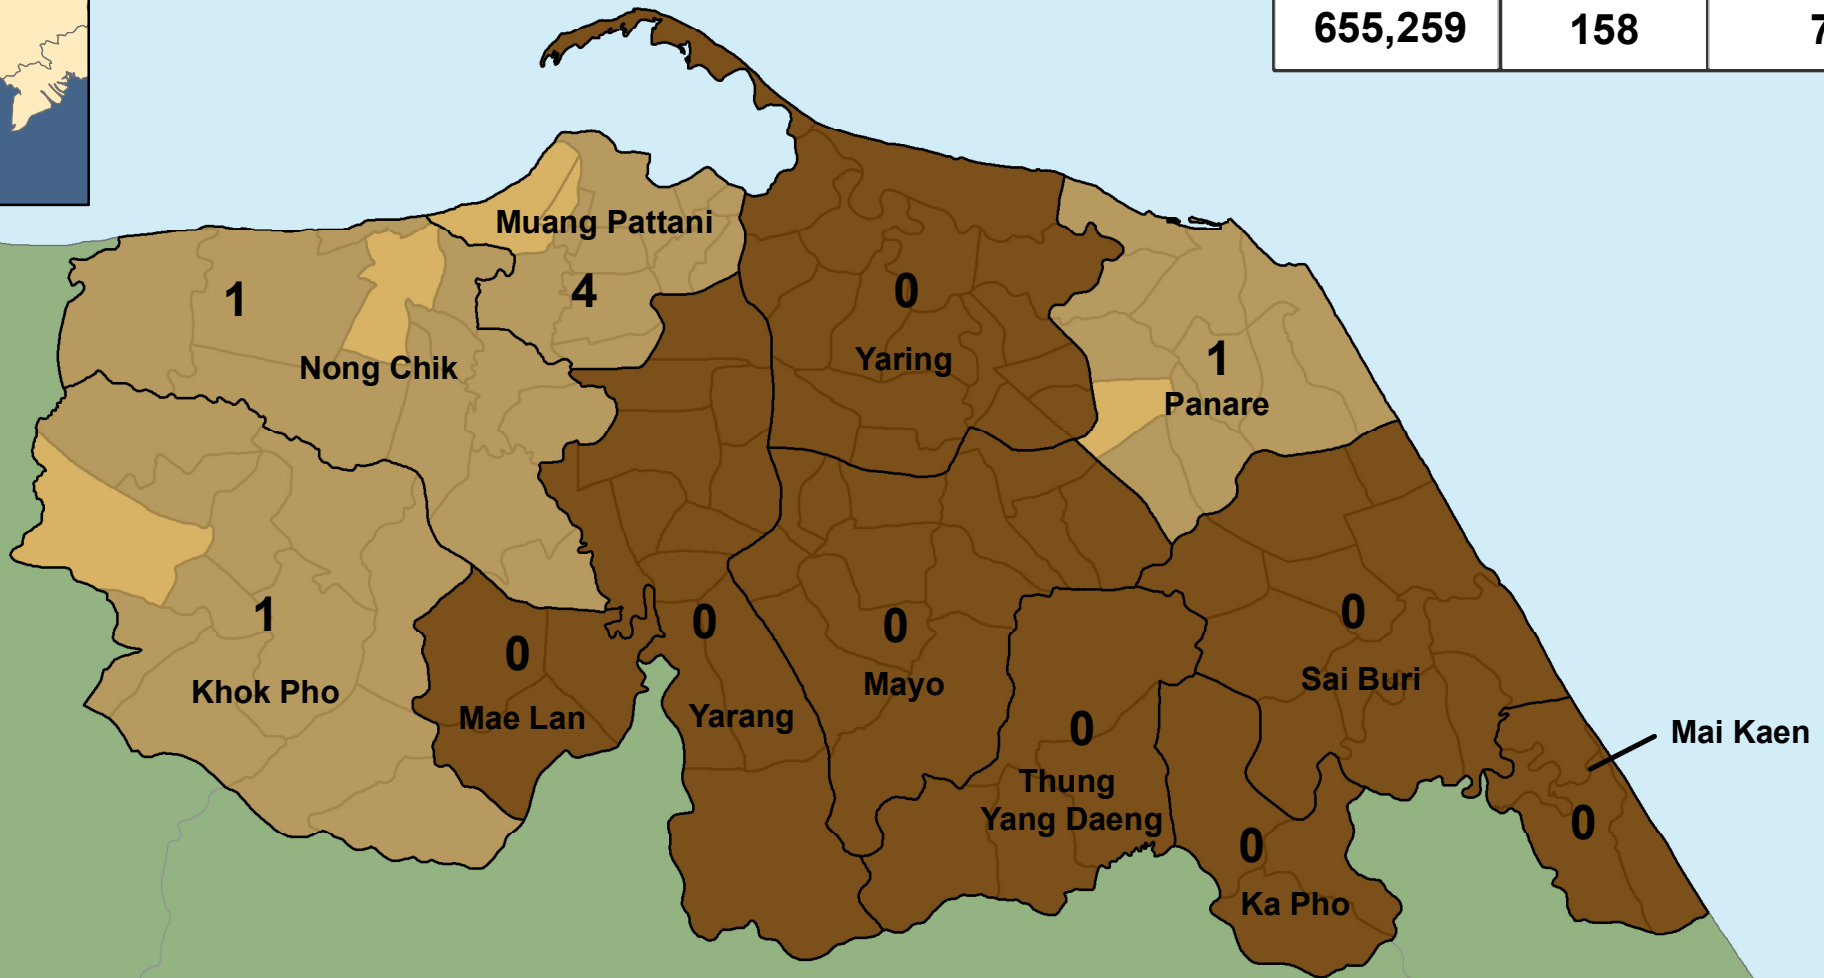 655,259 158 7
Muang Pattani
4
1
Nong Chik
0
Yaring
1
Panare
1
Khok Pho
0
Mae Lan
0
Yarang
0
Mayo
0
Thung
Yang Daeng
0
Sai Buri
Mai Kaen
0
0
Ka Pho